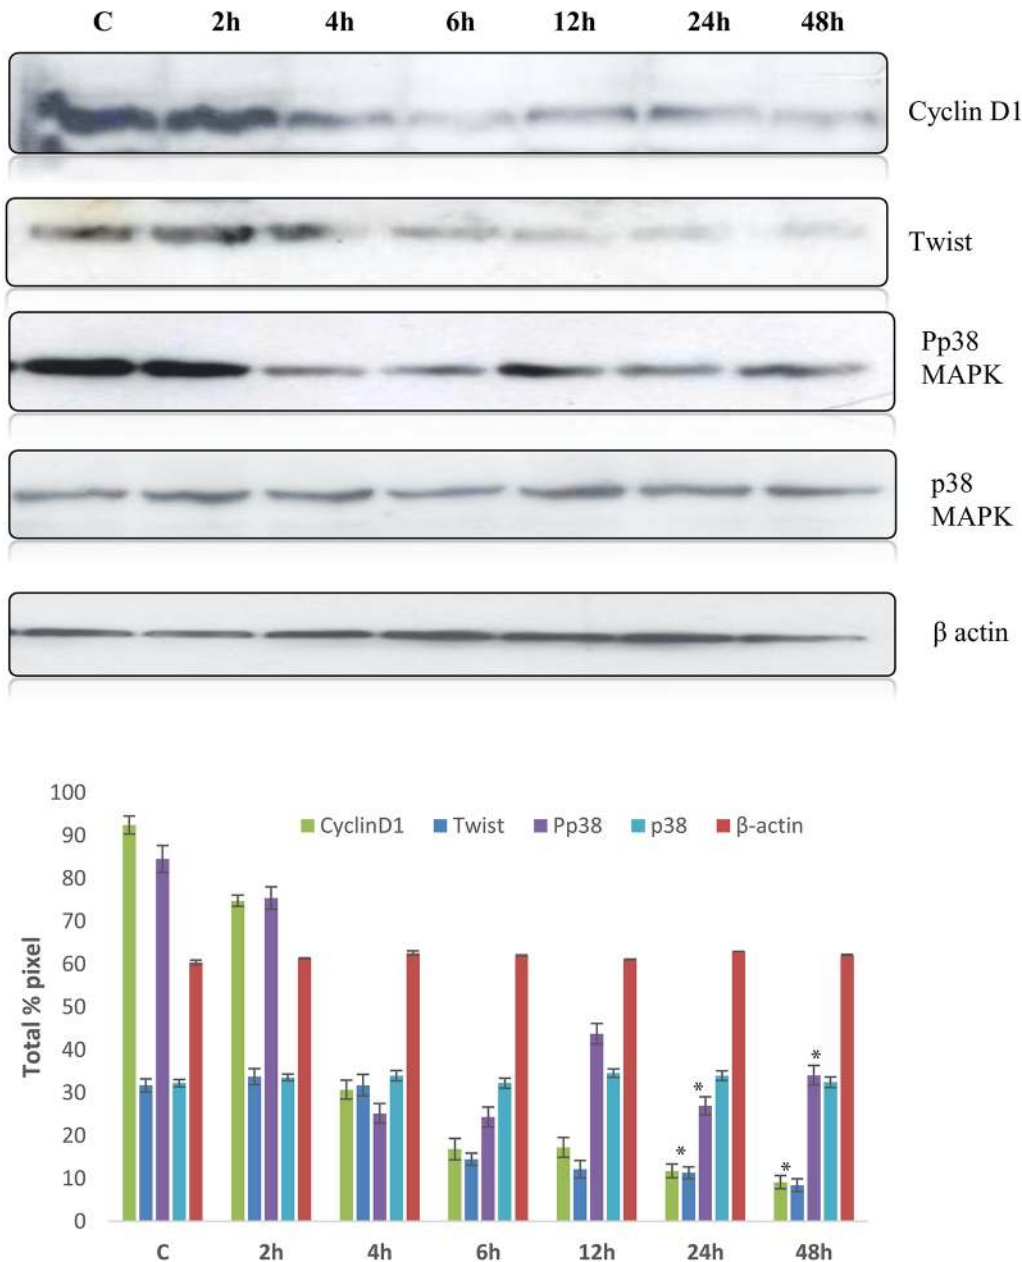 C 2h 4h 6h 12h 24h 48h
Cyclin D1
Twist
Pp38
MAPK
p38
MAPK
β actin
100
90
80
70
60
50
40
30
20
10
0
Total % pixel
CyclinD1 Twist Pp38 p38 β-actin
* * * *
C 2h 4h 6h 12h 24h 48h